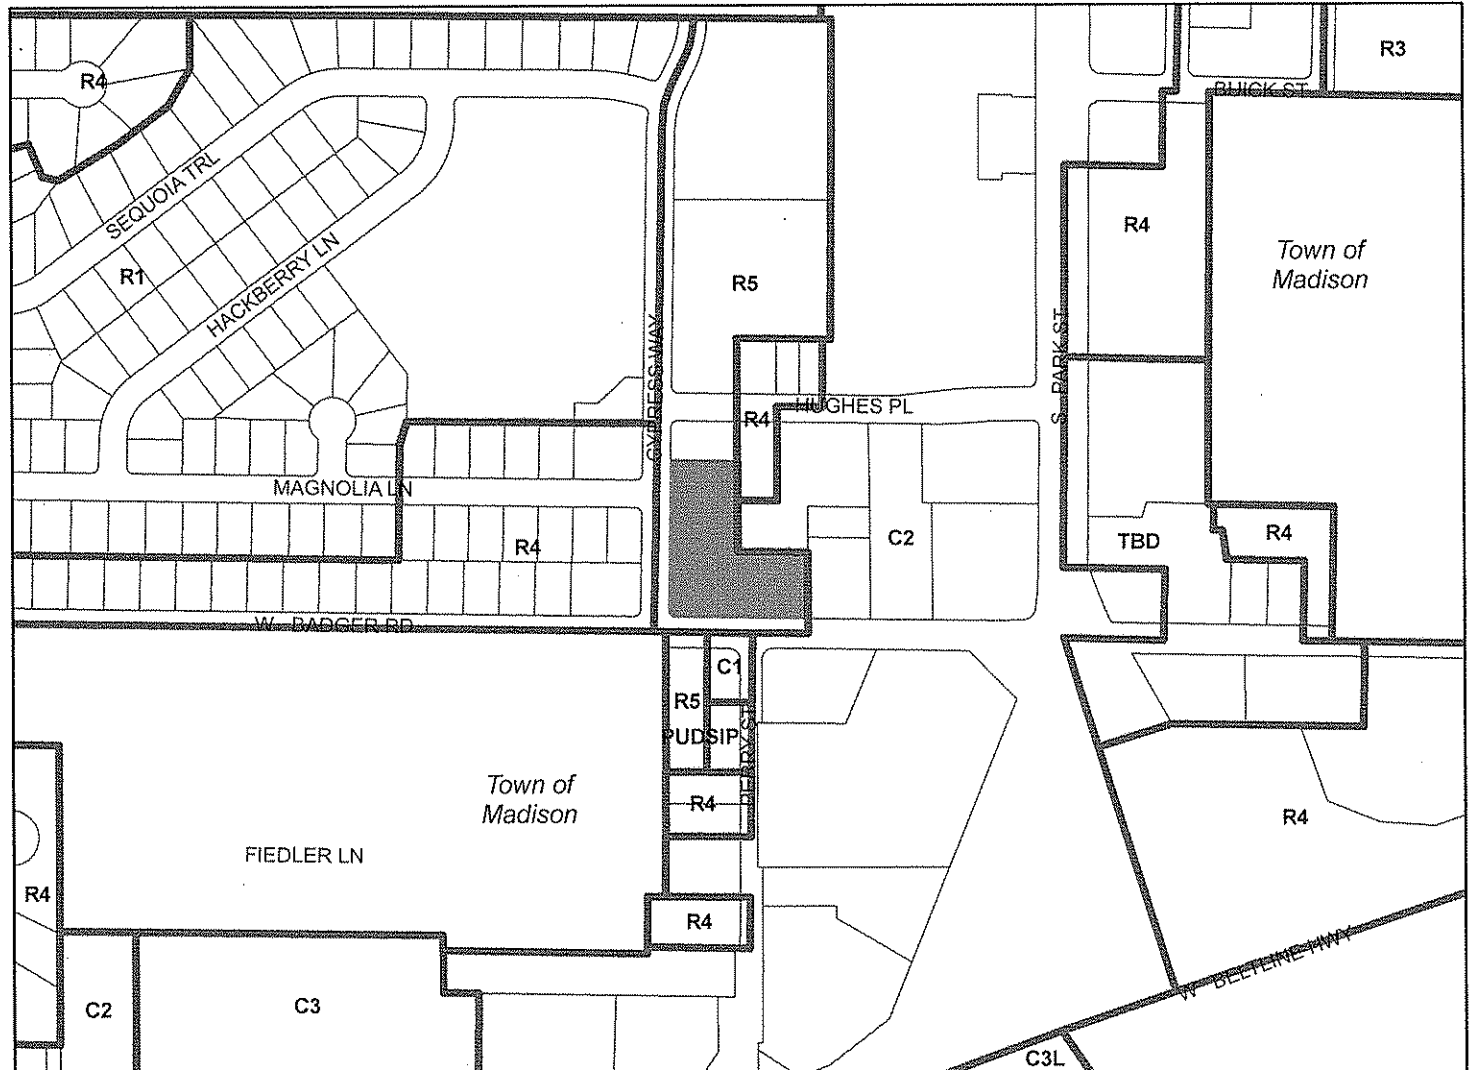 R4
R3
BUICK ST
SEQUOIA TRL
R4
Town of
Madison
R1
HACKBERRY LN
R5
CYPRESS WAY
S PARK ST
HUGHES PL
R4
MAGNOLIA LN
R4
C2
TBD
R4
W BADGER RD
C1
R5
PUDSIP
PERRY ST
Town of
Madison
R4
R4
FIEDLER LN
R4
R4
W BELTLINE HWY
C2
C3
C3L